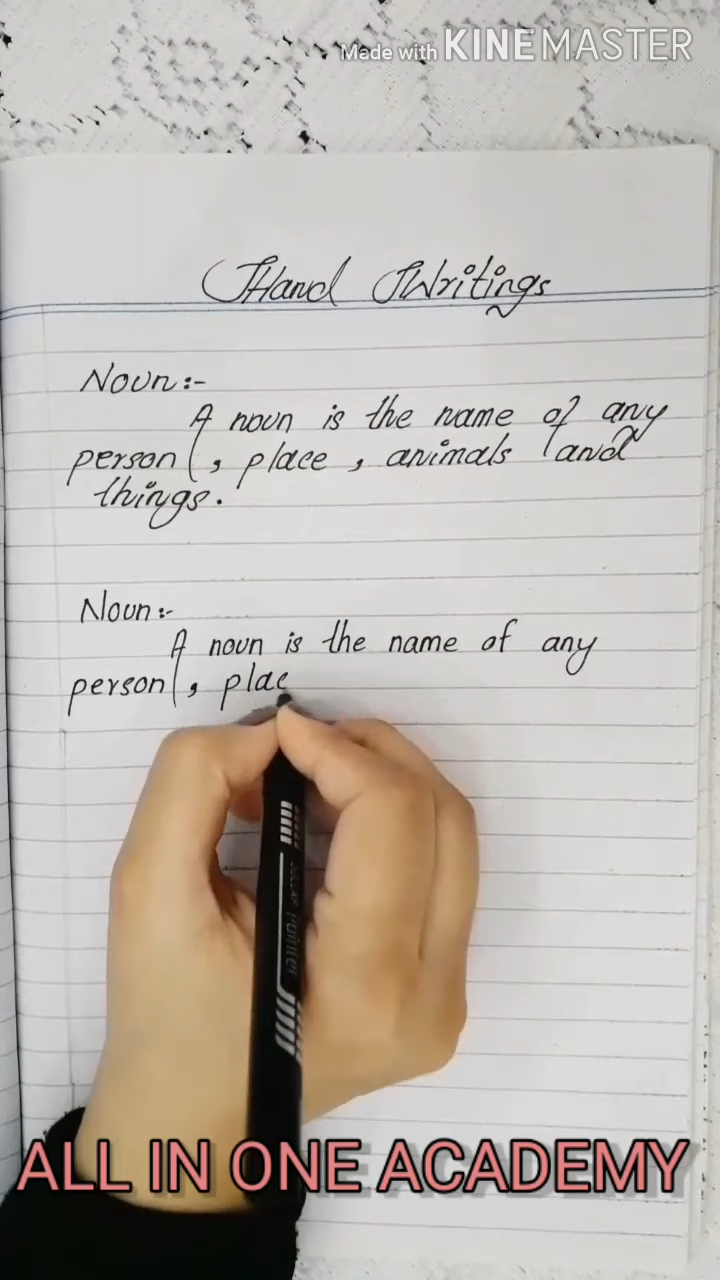 Made with KINEMASTER
Hand Writings
Noun:-
A noun is the name of any
person, place, animals and
things.
Noun:-
A noun is the name of any
person, plac
ALL IN ONE ACADEMY